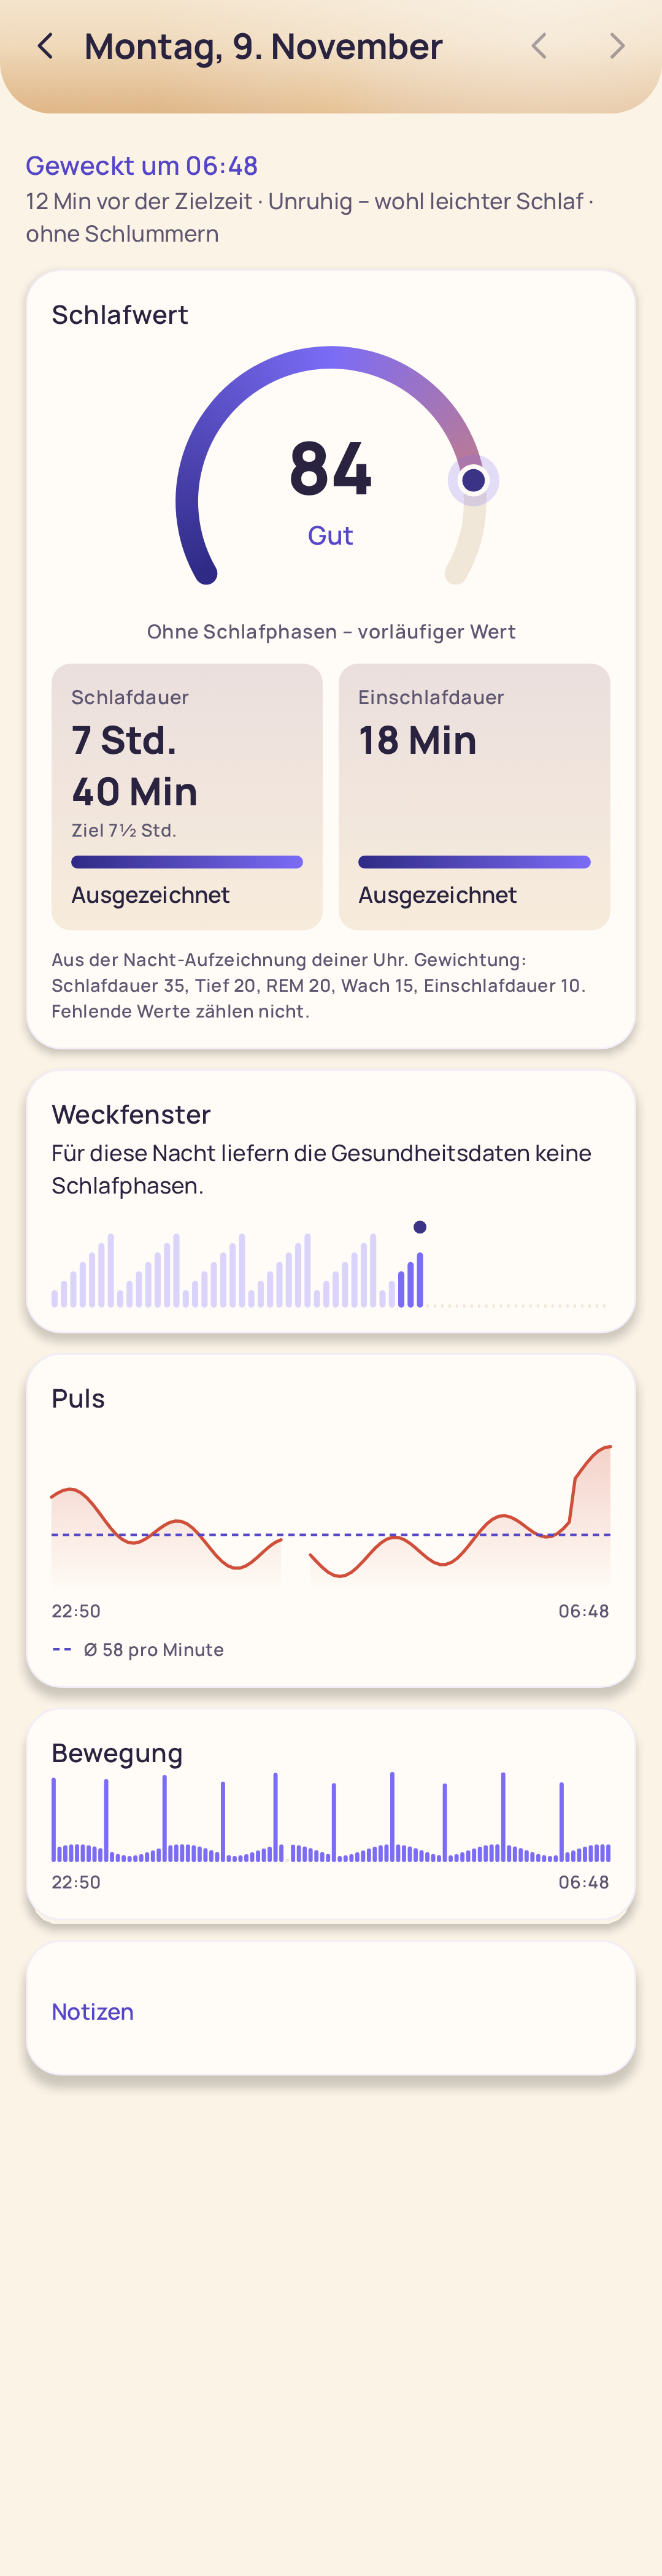 Montag, 9. November
Geweckt um 06:48
12 Min vor der Zielzeit · Unruhig – wohl leichter Schlaf ·
ohne Schlummern
Schlafwert
84
Gut
Ohne Schlafphasen – vorläufiger Wert
Schlafdauer
7 Std.
40 Min
Ziel 7½ Std.
Ausgezeichnet
Einschlafdauer
18 Min
Ausgezeichnet
Aus der Nacht-Aufzeichnung deiner Uhr. Gewichtung:
Schlafdauer 35, Tief 20, REM 20, Wach 15, Einschlafdauer 10.
Fehlende Werte zählen nicht.
Weckfenster
Für diese Nacht liefern die Gesundheitsdaten keine
Schlafphasen.
Puls
22:50 06:48
Ø 58 pro Minute
Bewegung
22:50 06:48
Notizen